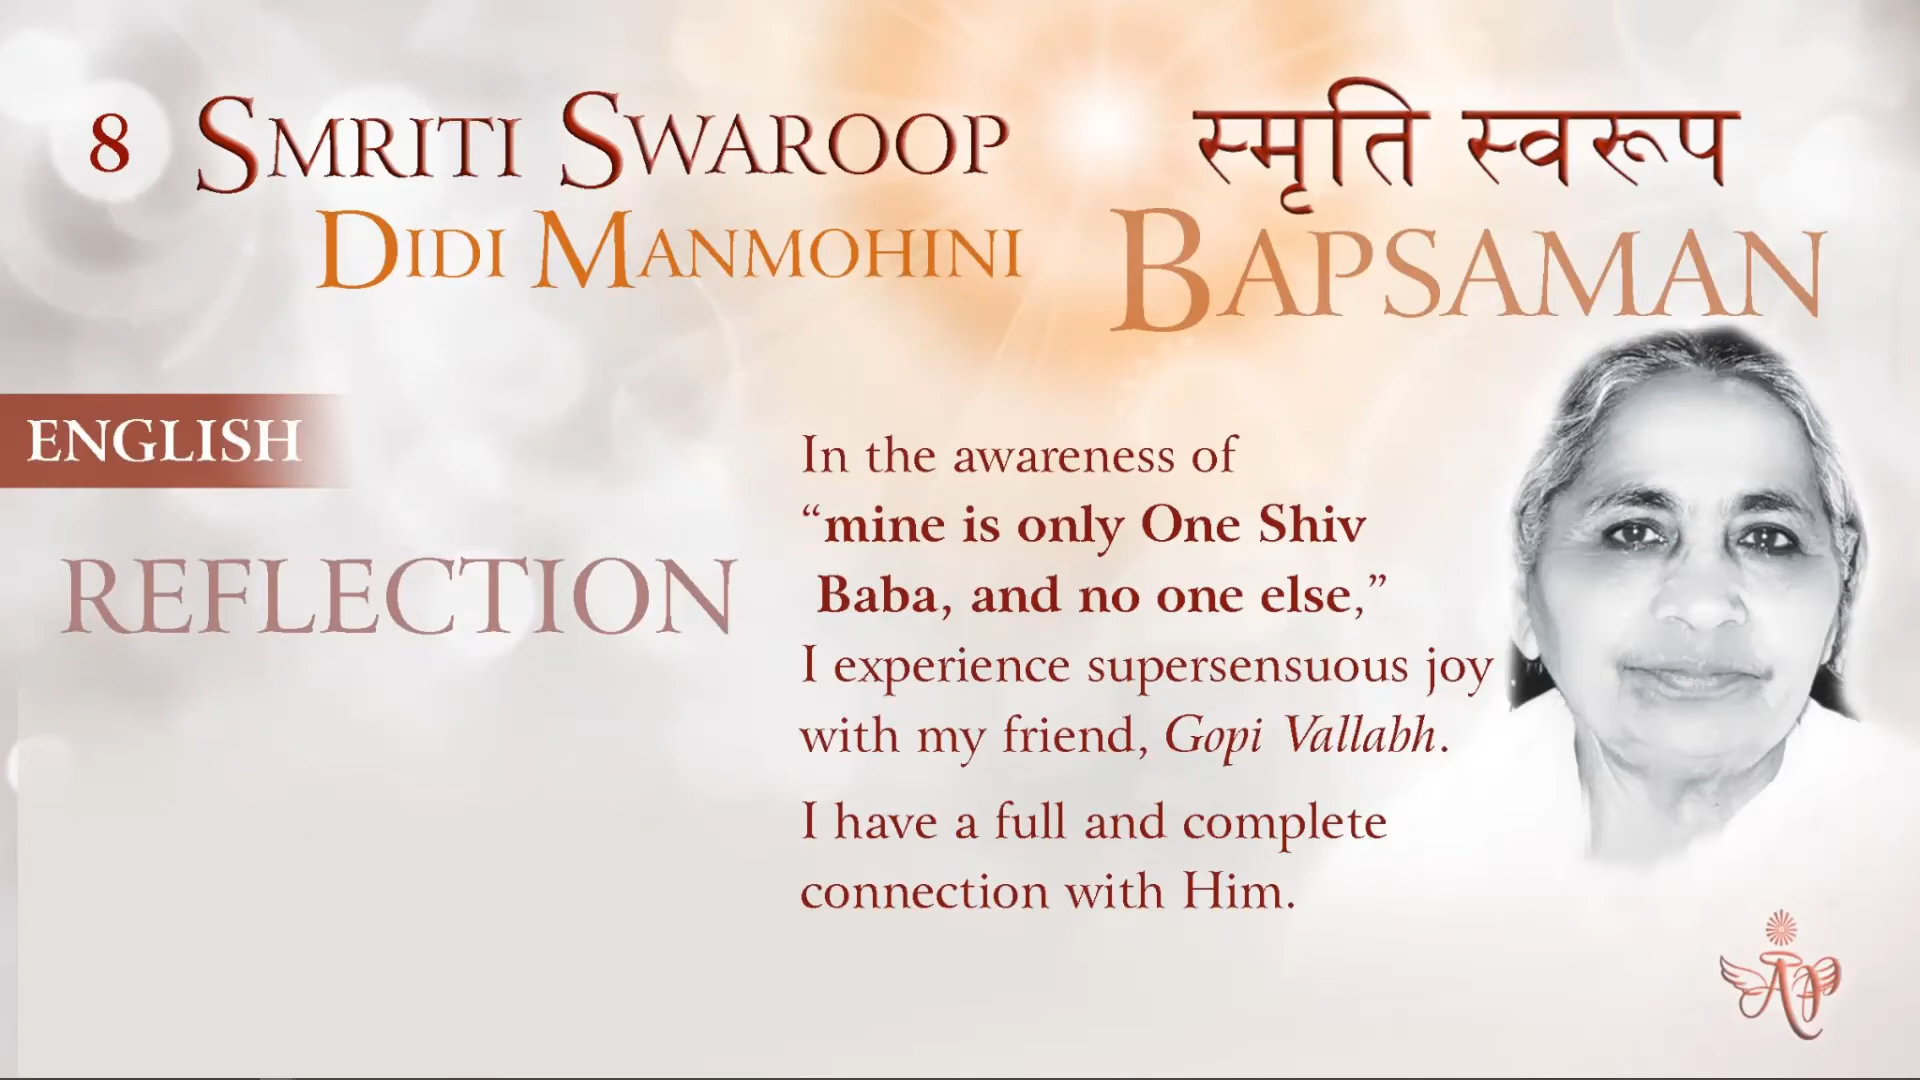 8 SMRITI SWAROOP
DIDI MANMOHINI
स्मृति स्वरूप
BAPSAMAN
ENGLISH
REFLECTION
In the awareness of
“mine is only One Shiv
Baba, and no one else,”
I experience supersensuous joy
with my friend, Gopi Vallabh.
I have a full and complete
connection with Him.